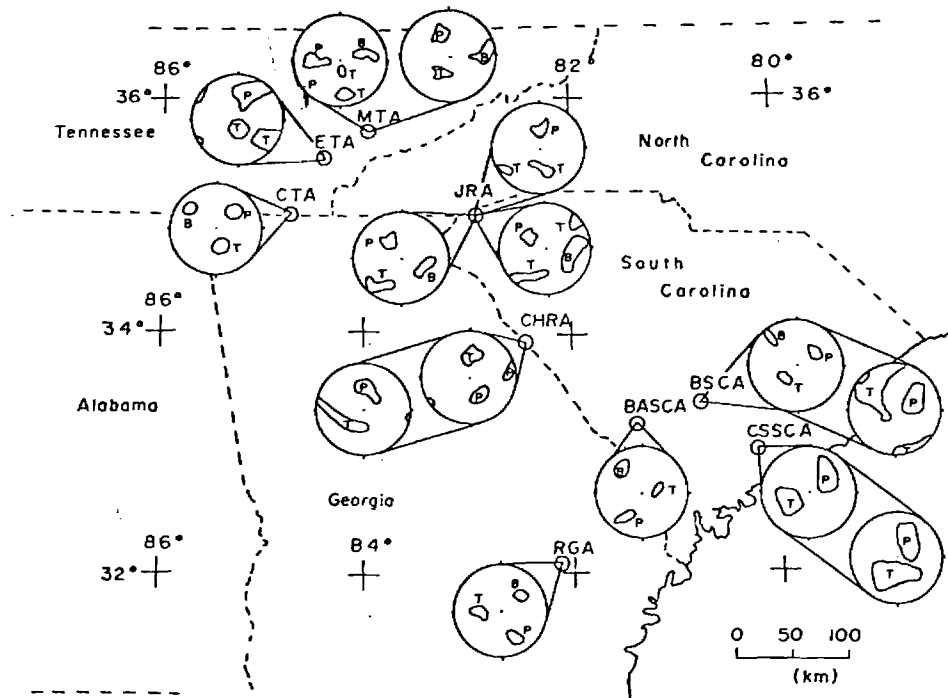 86° 82° 80°
36° 36°
Tennessee
North
Carolina
MTA
ETA
CTA
JRA
P B T T P
P B T
P T T
B P T
P T T
P T B
P T T B
South
Carolina
86°
34°
CHRA
BSCA
BASCA
CSSCA
T P B
P T
B P T
T P T
B T P
P T
P T
Alabama
Georgia
86° 84°
32°
RGA
T B P
0 50 100
(km)